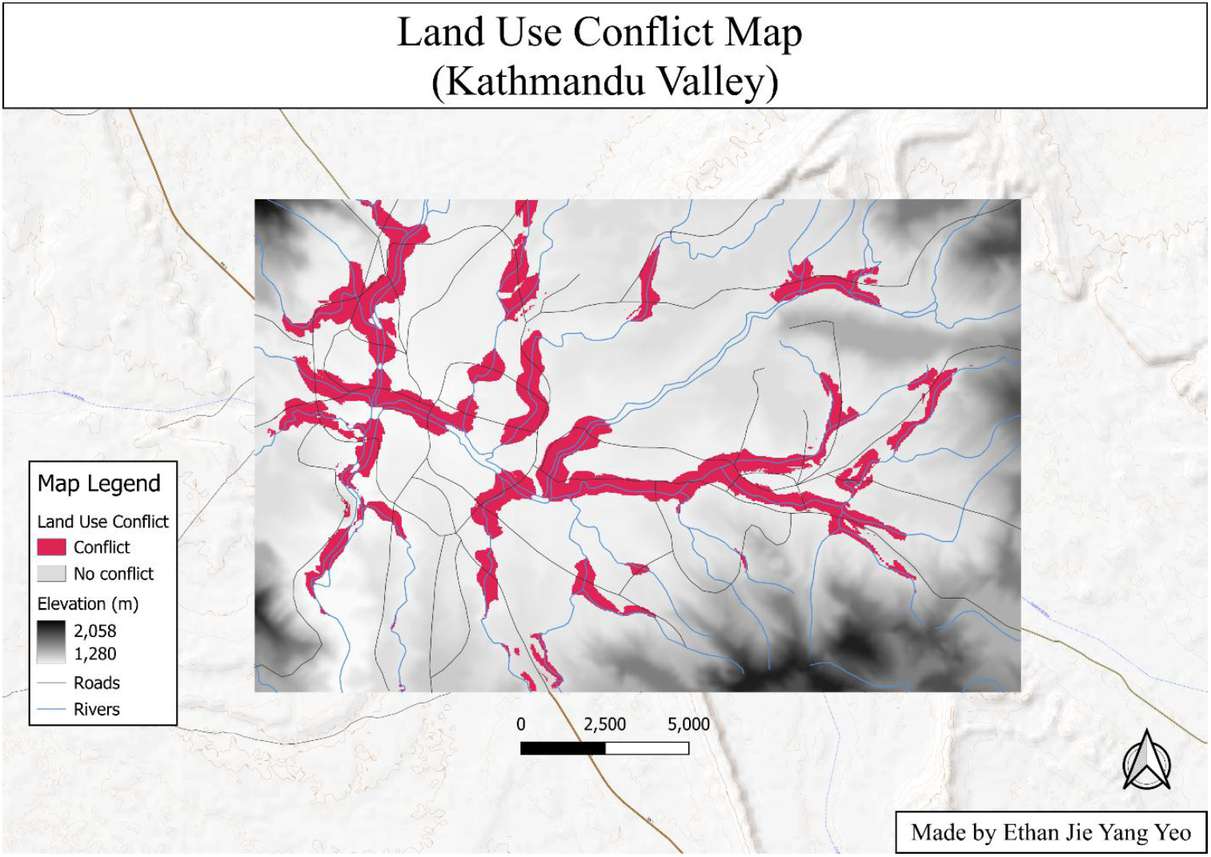 Land Use Conflict Map
(Kathmandu Valley)
Map Legend
Land Use Conflict
Conflict
No conflict
Elevation (m)
2,058
1,280
Roads
Rivers
0 2,500 5,000
Made by Ethan Jie Yang Yeo